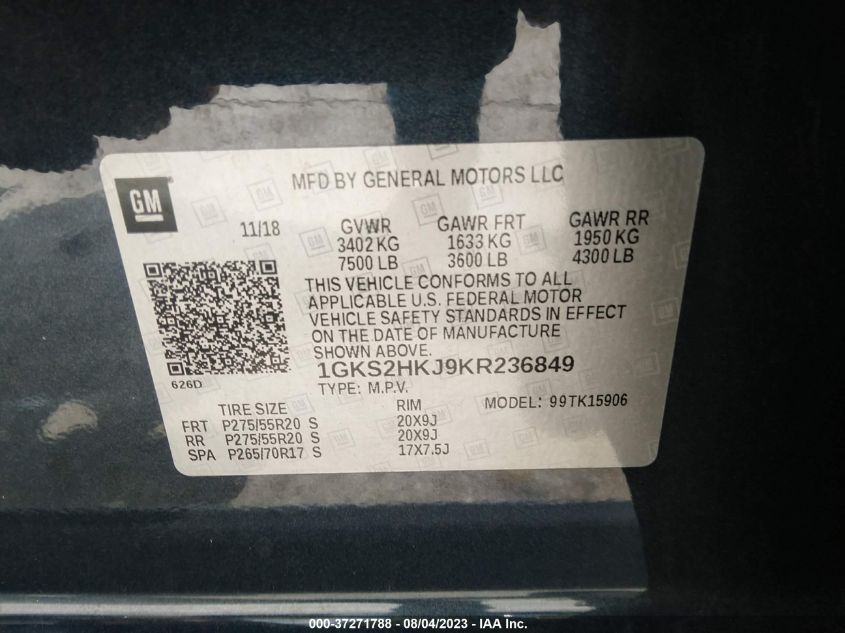 GM
MFD BY GENERAL MOTORS LLC
11/18 GVWR GAWR FRT GAWR RR
3402 KG 1633 KG 1950 KG
7500 LB 3600 LB 4300 LB
THIS VEHICLE CONFORMS TO ALL
APPLICABLE U.S. FEDERAL MOTOR
VEHICLE SAFETY STANDARDS IN EFFECT
ON THE DATE OF MANUFACTURE
SHOWN ABOVE.
626D
1GKS2HKJ9KR236849
TYPE: M.P.V.
MODEL: 99TK15906
TIRE SIZE RIM
FRT P275/55R20 S 20X9J
RR P275/55R20 S 20X9J
SPA P265/70R17 S 17X7.5J
000-37271788 - 08/04/2023 - IAA Inc.